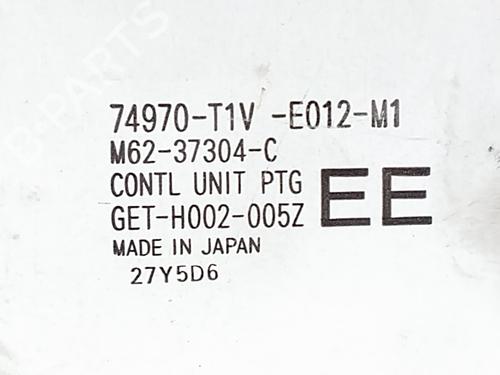 74970-T1V -E012-M1
M62-37304-C
CONTL UNIT PTG
GET-H002-005Z
EE
MADE IN JAPAN
27Y5D6